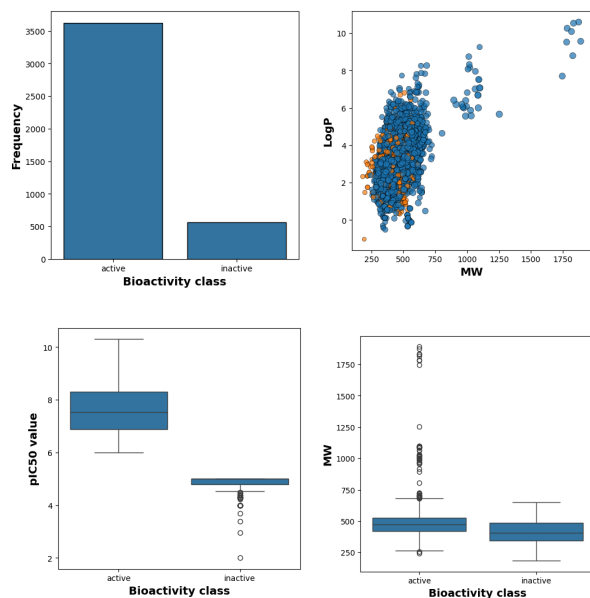 3500
3000
2500
2000
1500
1000
500
0
Frequency
active inactive
Bioactivity class
10
8
6
4
2
0
LogP
250 500 750 1000 1250 1500 1750
MW
10
8
6
4
2
pIC50 value
active inactive
Bioactivity class
1750
1500
1250
1000
750
500
250
MW
active inactive
Bioactivity class